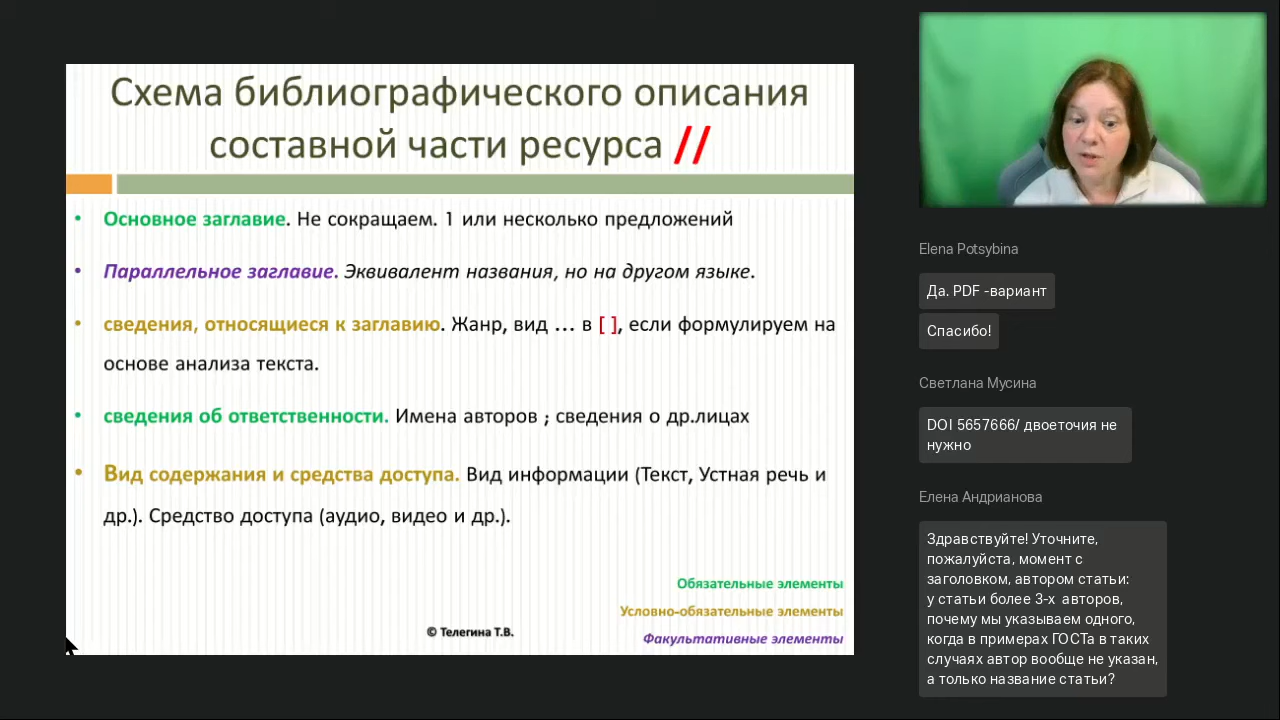 Схема библиографического описания
составной части ресурса //
• Основное заглавие. Не сокращаем. 1 или несколько предложений
• Параллельное заглавие. Эквивалент названия, но на другом языке.
• сведения, относящиеся к заглавию. Жанр, вид ... в [ ], если формулируем на
основе анализа текста.
• сведения об ответственности. Имена авторов ; сведения о др.лицах
• Вид содержания и средства доступа. Вид информации (Текст, Устная речь и
др.). Средство доступа (аудио, видео и др.).
Обязательные элементы
Условно-обязательные элементы
© Телегина Т.В.
Факультативные элементы
Elena Potsybina
Да. PDF -вариант
Спасибо!
Светлана Мусина
DOI 5657666/ двоеточия не
нужно
Елена Андрианова
Здравствуйте! Уточните,
пожалуйста, момент с
заголовком, автором статьи:
у статьи более 3-х авторов,
почему мы указываем одного,
когда в примерах ГОСТа в таких
случаях автор вообще не указан,
а только название статьи?